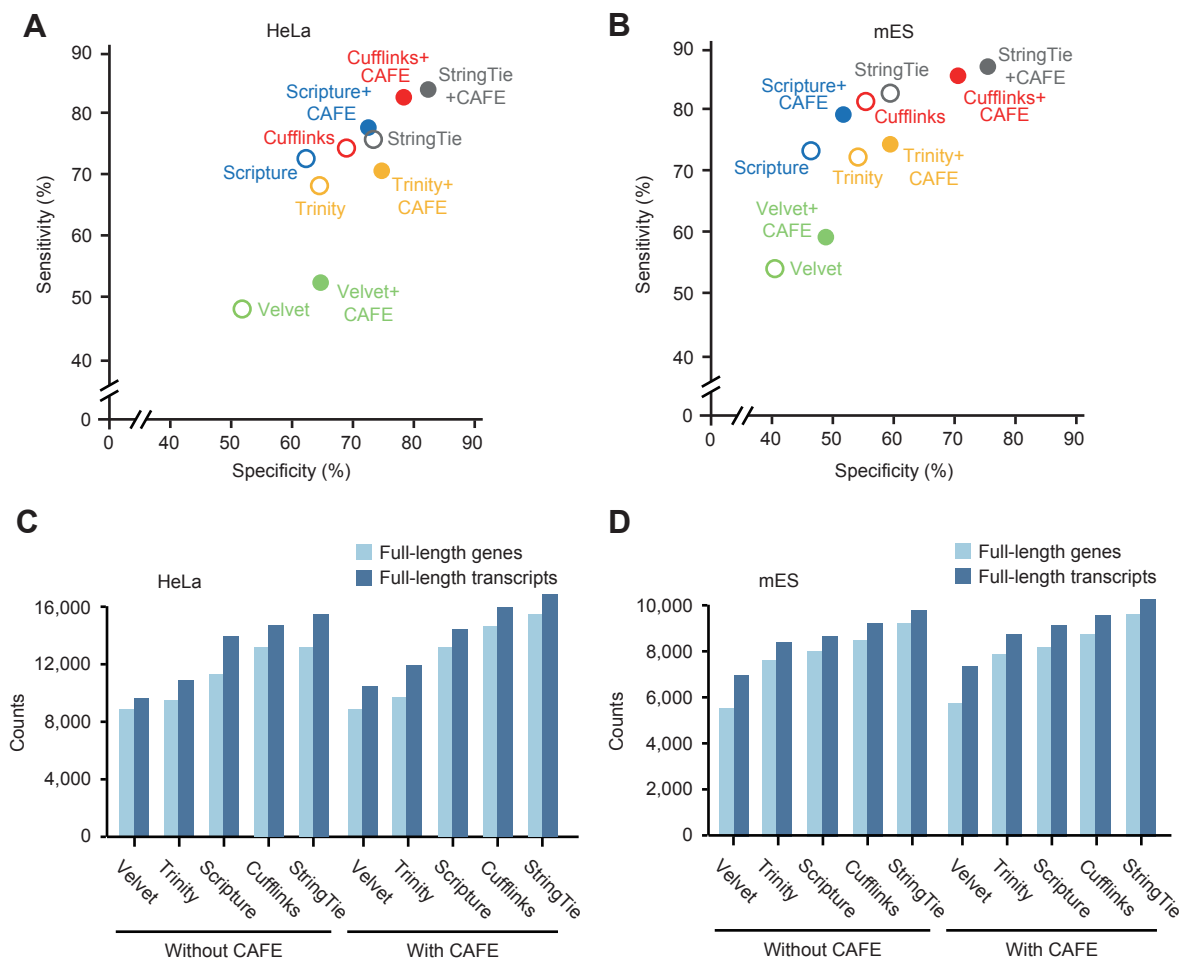 A
HeLa
90
80
70
60
50
40
0
Sensitivity (%)
Cufflinks+
CAFE
StringTie
+CAFE
Scripture+
CAFE
Cufflinks
StringTie
Scripture
Trinity
Trinity+
CAFE
Velvet
Velvet+
CAFE
0 40 50 60 70 80 90
Specificity (%)
B
mES
90
80
70
60
50
40
0
Sensitivity (%)
StringTie
StringTie
+CAFE
Scripture+
CAFE
Cufflinks
Cufflinks+
CAFE
Scripture
Trinity
Trinity+
CAFE
Velvet+
CAFE
Velvet
0 40 50 60 70 80 90
Specificity (%)
C
Full-length genes
Full-length transcripts
HeLa
16,000
12,000
8,000
4,000
0
Counts
Velvet Trinity Scripture Cufflinks StringTie Velvet Trinity Scripture Cufflinks StringTie
Without CAFE With CAFE
D
Full-length genes
Full-length transcripts
mES
10,000
8,000
6,000
4,000
2,000
0
Counts
Velvet Trinity Scripture Cufflinks StringTie Velvet Trinity Scripture Cufflinks StringTie
Without CAFE With CAFE